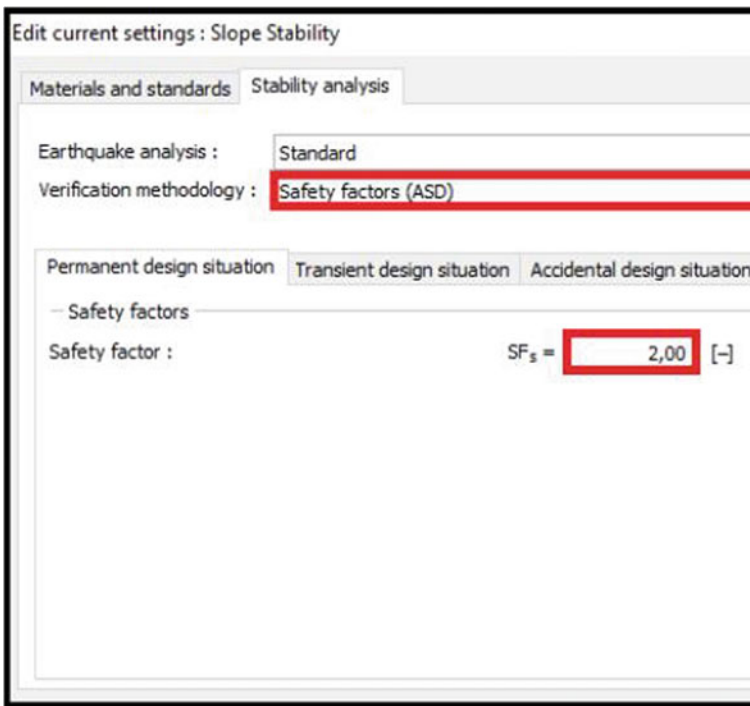 Edit current settings : Slope Stability
Materials and standards Stability analysis
Earthquake analysis : Standard
Verification methodology : Safety factors (ASD)
Permanent design situation Transient design situation Accidental design situation
Safety factors
Safety factor : SFs = 2,00 [–]